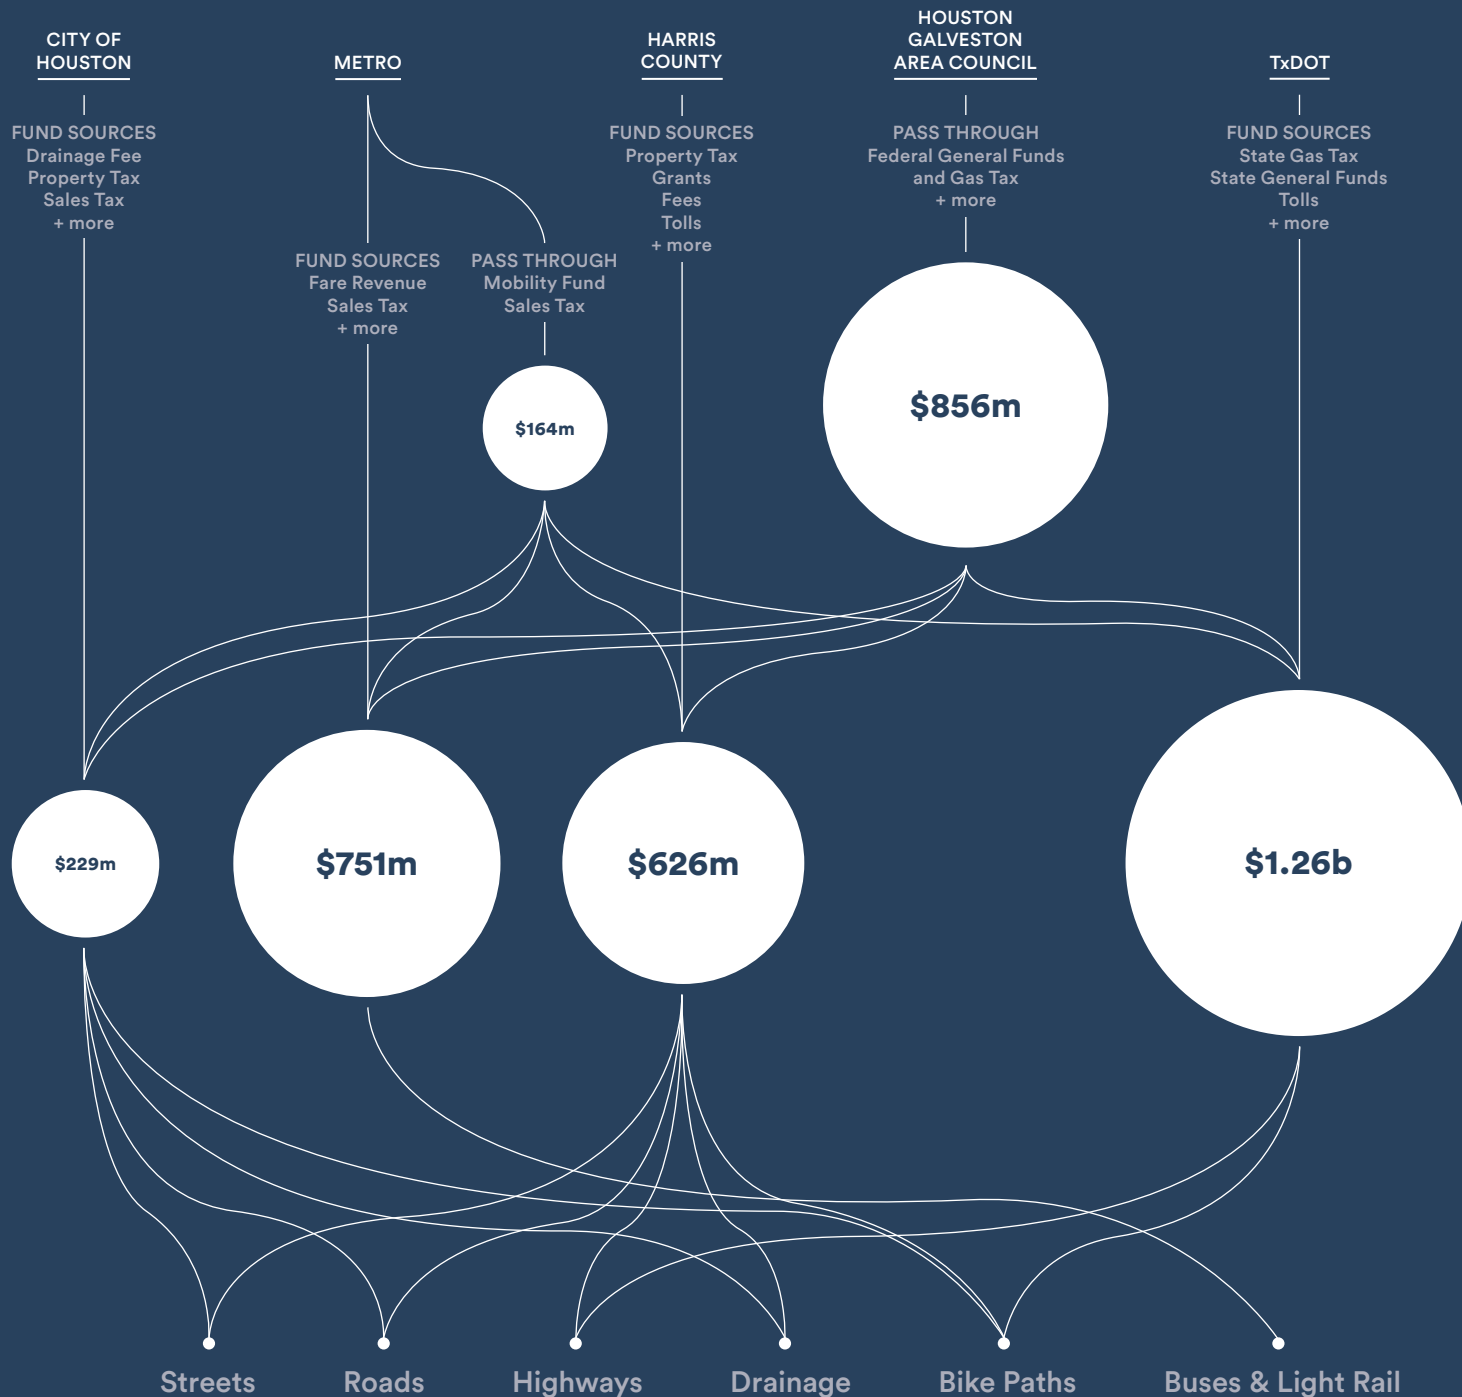 CITY OF
HOUSTON
METRO
HARRIS
COUNTY
HOUSTON
GALVESTON
AREA COUNCIL
TxDOT
FUND SOURCES
Drainage Fee
Property Tax
Sales Tax
+ more
FUND SOURCES
Fare Revenue
Sales Tax
+ more
PASS THROUGH
Mobility Fund
Sales Tax
FUND SOURCES
Property Tax
Grants
Fees
Tolls
+ more
PASS THROUGH
Federal General Funds
and Gas Tax
+ more
FUND SOURCES
State Gas Tax
State General Funds
Tolls
+ more
$164m
$856m
$229m
$751m
$626m
$1.26b
Streets
Roads
Highways
Drainage
Bike Paths
Buses & Light Rail